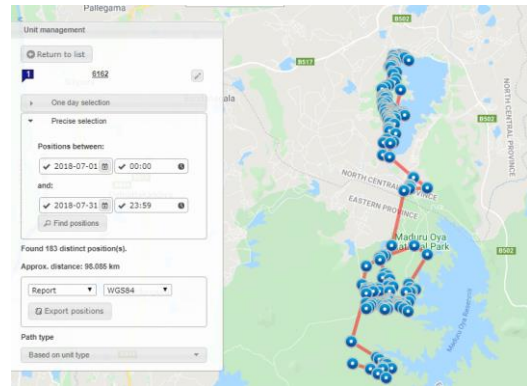 Pallegama
Unit management
Return to list
1
6162
One day selection
Precise selection
Positions between:
2018-07-01
00:00
and:
2018-07-31
23:59
Find positions
Found 183 distinct position(s).
Approx. distance: 96.085 km
Report
WGS84
Export positions
Path type
Based on unit type
B502
B517
ala
B502
NORTH CENTRAL PROVINCE
NORTH CENTRAL PROVINCE
EASTERN PROVINCE
Maduru Oya
National Park
Maduru Oya Reservoir